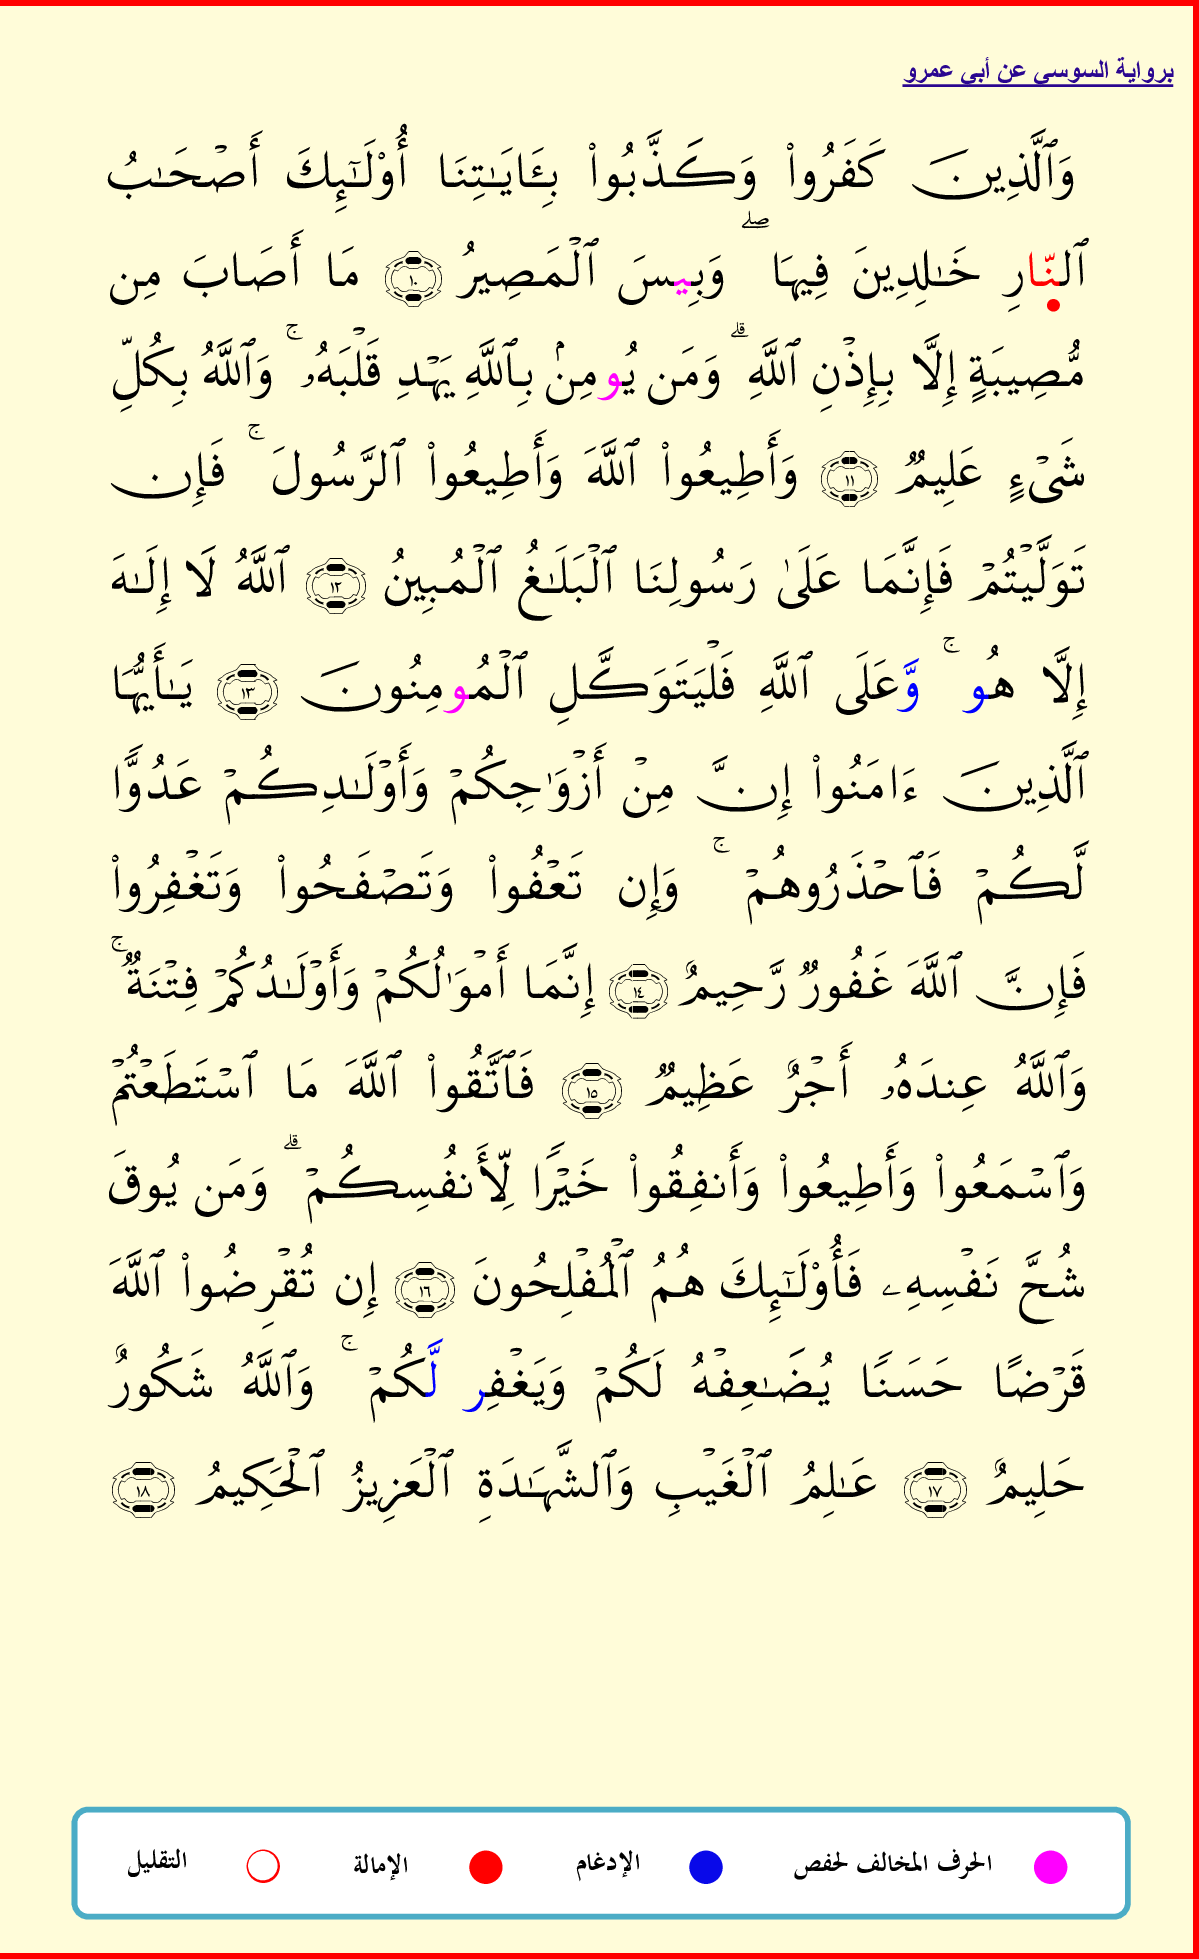 برواية السوسي عن أبي عمرو
وَٱلَّذِينَ كَفَرُوا۟ وَكَذَّبُوا۟ بِـَٔايَـٰتِنَا أُو۟لَـٰٓئِكَ أَصْحَـٰبُ
ٱلنّارِ خَـٰلِدِينَ فِيهَا ۖ وَبِيسَ ٱلْمَصِيرُ ١٠ مَا أَصَابَ مِن
مُّصِيبَةٍ إِلَّا بِإِذْنِ ٱللَّهِ ۗ وَمَن يُومِنۢ بِٱللَّهِ يَهْدِ قَلْبَهُۥ ۚ وَٱللَّهُ بِكُلِّ
شَىْءٍ عَلِيمٌ ١١ وَأَطِيعُوا۟ ٱللَّهَ وَأَطِيعُوا۟ ٱلرَّسُولَ ۚ فَإِن
تَوَلَّيْتُمْ فَإِنَّمَا عَلَىٰ رَسُولِنَا ٱلْبَلَـٰغُ ٱلْمُبِينُ ١٢ ٱللَّهُ لَا إِلَـٰهَ
إِلَّا هُو ۚ وَّعَلَى ٱللَّهِ فَلْيَتَوَكَّلِ ٱلْمُومِنُونَ ١٣ يَـٰأَيُّهَا
ٱلَّذِينَ ءَامَنُوا۟ إِنَّ مِنْ أَزْوَٰجِكُمْ وَأَوْلَـٰدِكُمْ عَدُوًّا
لَّكُمْ فَٱحْذَرُوهُمْ ۚ وَإِن تَعْفُوا۟ وَتَصْفَحُوا۟ وَتَغْفِرُوا۟
فَإِنَّ ٱللَّهَ غَفُورٌ رَّحِيمٌ ١٤ إِنَّمَا أَمْوَٰلُكُمْ وَأَوْلَـٰدُكُمْ فِتْنَةٌ ۚ
وَٱللَّهُ عِندَهُۥ أَجْرٌ عَظِيمٌ ١٥ فَٱتَّقُوا۟ ٱللَّهَ مَا ٱسْتَطَعْتُمْ
وَٱسْمَعُوا۟ وَأَطِيعُوا۟ وَأَنفِقُوا۟ خَيْرًا لِّأَنفُسِكُمْ ۗ وَمَن يُوقَ
شُحَّ نَفْسِهِۦ فَأُو۟لَـٰٓئِكَ هُمُ ٱلْمُفْلِحُونَ ١٦ إِن تُقْرِضُوا۟ ٱللَّهَ
قَرْضًا حَسَنًا يُضَـٰعِفْهُ لَكُمْ وَيَغْفِر لَّكُمْ ۚ وَٱللَّهُ شَكُورٌ
حَلِيمٌ ١٧ عَـٰلِمُ ٱلْغَيْبِ وَٱلشَّهَـٰدَةِ ٱلْعَزِيزُ ٱلْحَكِيمُ ١٨
الحرف المخالف لحفص الإدغام الإمالة التقليل